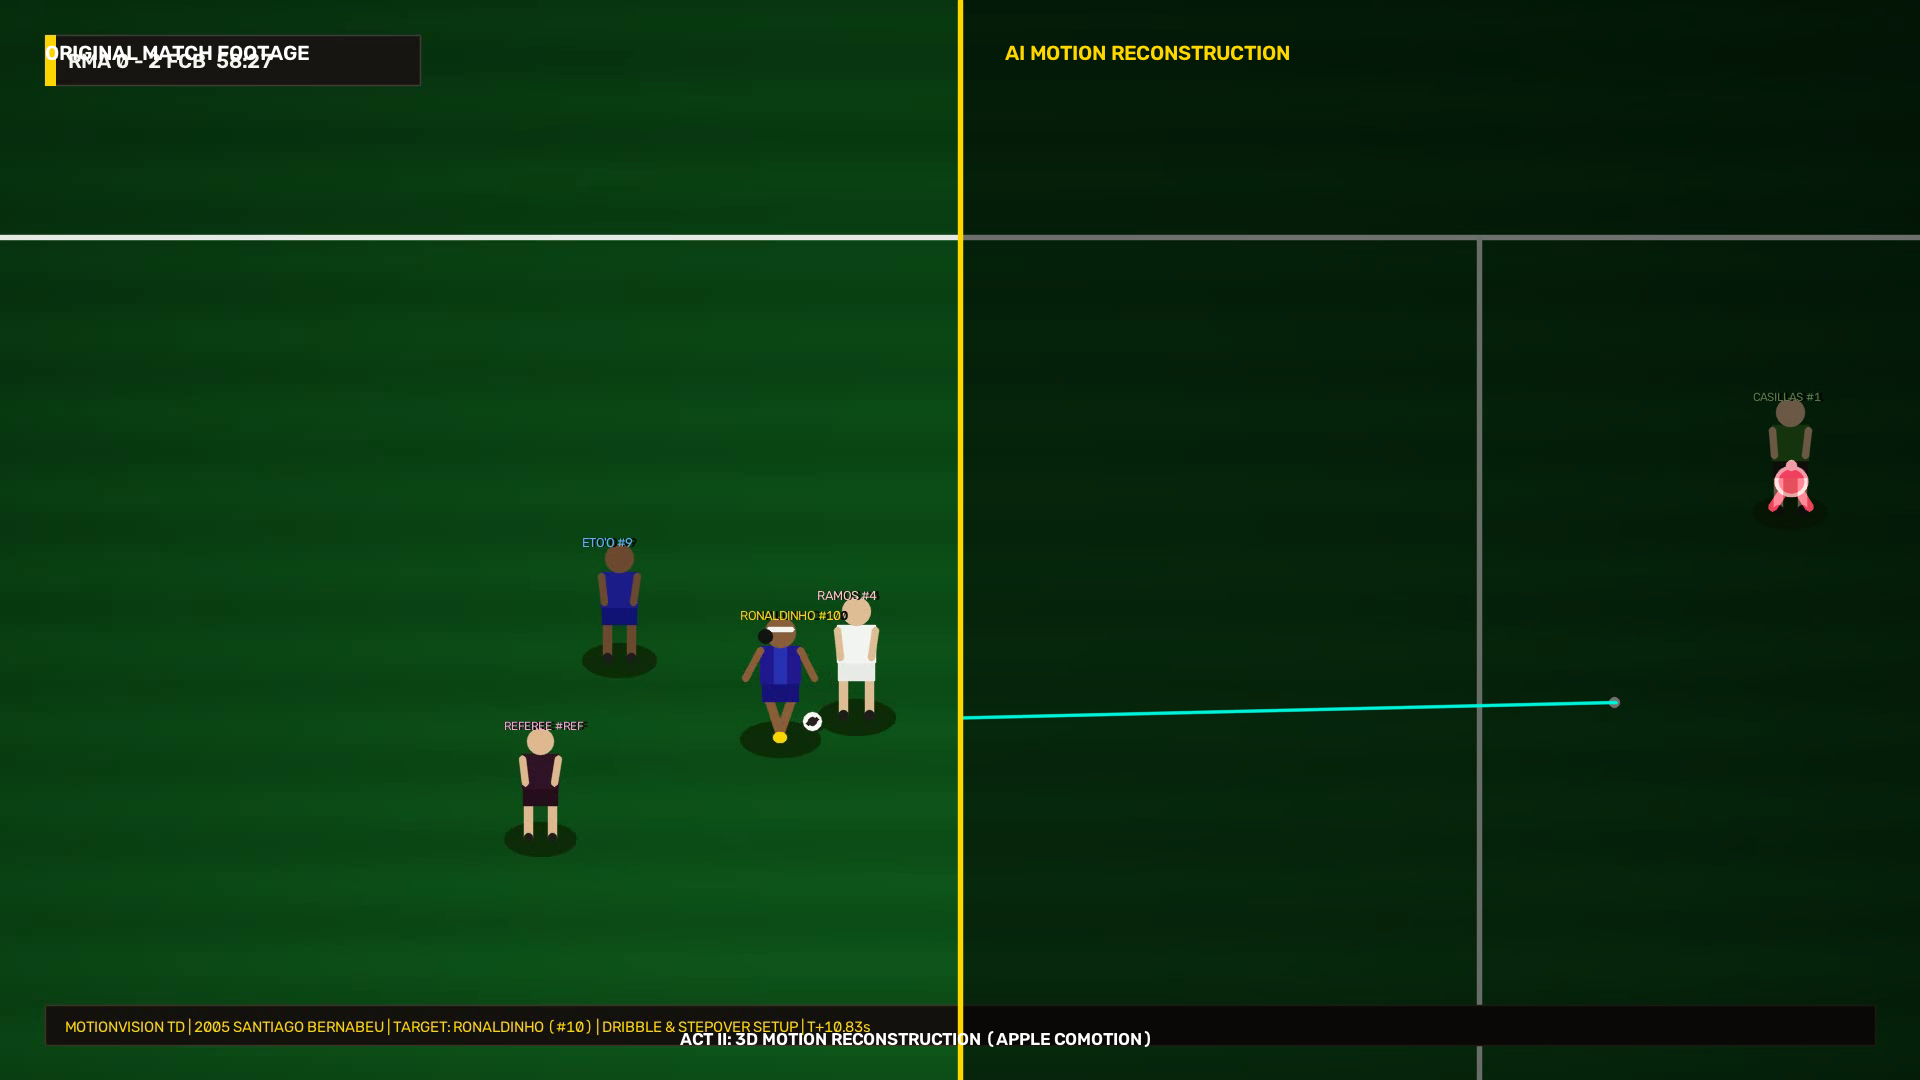 ORIGINAL MATCH FOOTAGE
RMA 0 - 2 FCB 58:27
AI MOTION RECONSTRUCTION
CASILLAS #1
ETO'O #9
RAMOS #4
RONALDINHO #10
REFEREE #REF
MOTIONVISION TD | 2005 SANTIAGO BERNABEU | TARGET: RONALDINHO (#10) | DRIBBLE & STEPOVER SETUP | T+10.83s
ACT II: 3D MOTION RECONSTRUCTION (APPLE COMOTION)